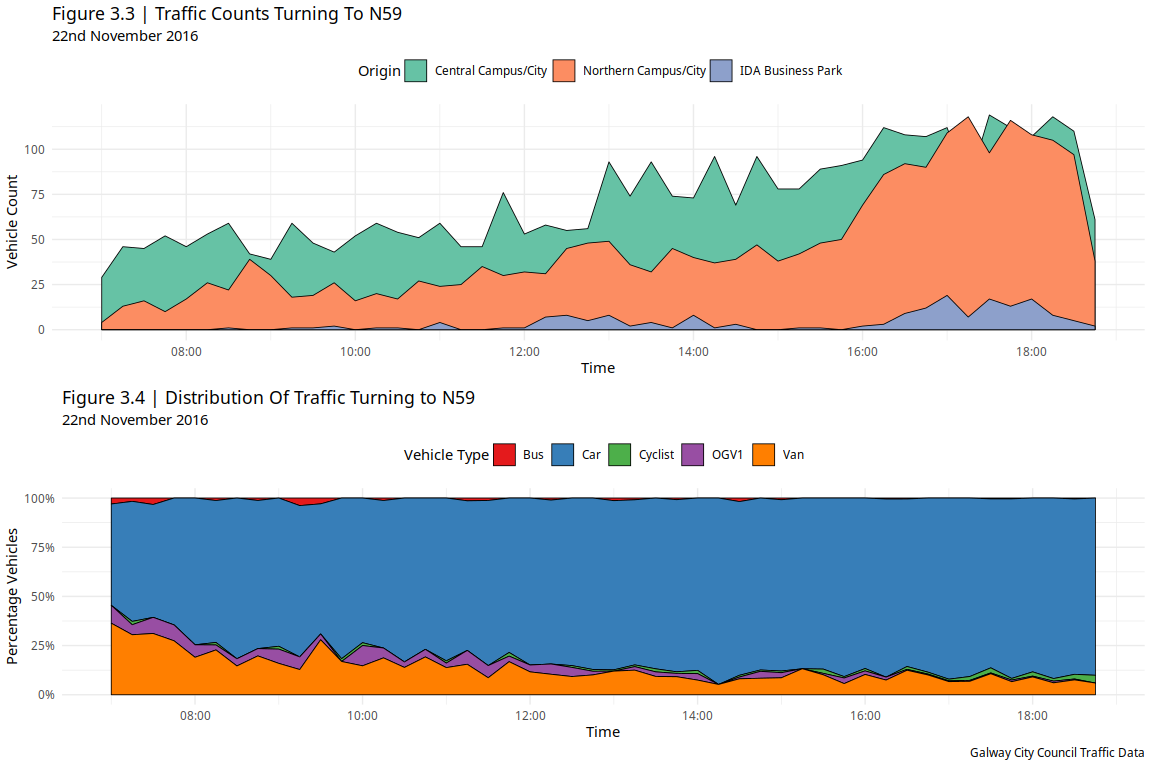 Figure 3.3 | Traffic Counts Turning To N59
22nd November 2016
Origin Central Campus/City Northern Campus/City IDA Business Park
Vehicle Count
100
75
50
25
0
08:00 10:00 12:00 14:00 16:00 18:00
Time
Figure 3.4 | Distribution Of Traffic Turning to N59
22nd November 2016
Vehicle Type Bus Car Cyclist OGV1 Van
Percentage Vehicles
100%
75%
50%
25%
0%
08:00 10:00 12:00 14:00 16:00 18:00
Time
Galway City Council Traffic Data